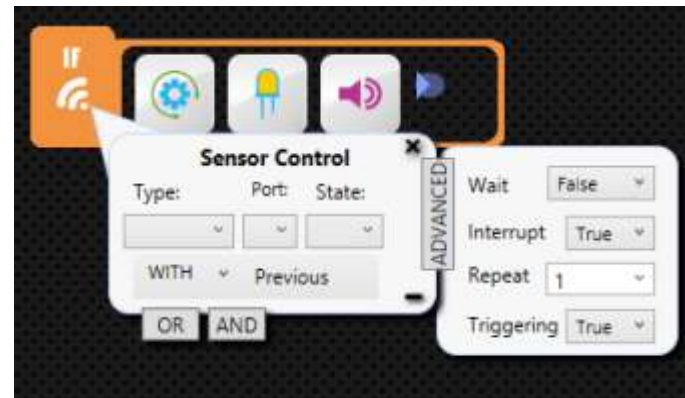 IF
Sensor Control
Type: Port: State:
WITH Previous
OR AND
ADVANCED
Wait False
Interrupt True
Repeat 1
Triggering True